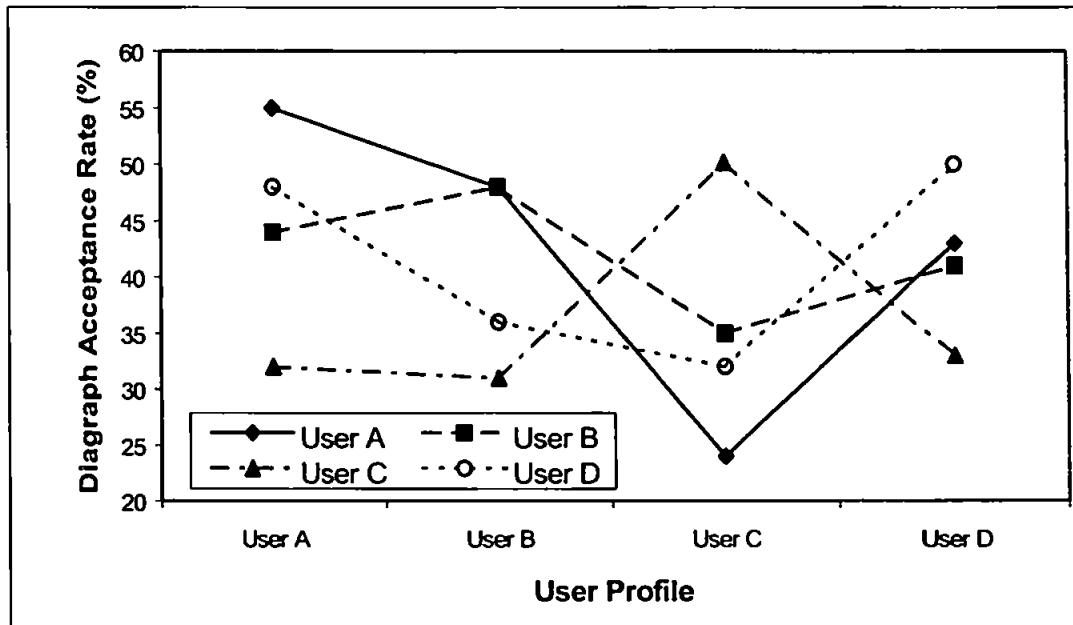 Diagraph Acceptance Rate (%)
60
55
50
45
40
35
30
25
20
User A User B
User C User D
User A User B User C User D
User Profile